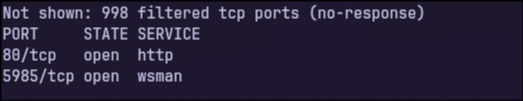 Not shown: 998 filtered tcp ports (no-response)
PORT     STATE SERVICE
80/tcp   open  http
5985/tcp open  wsman